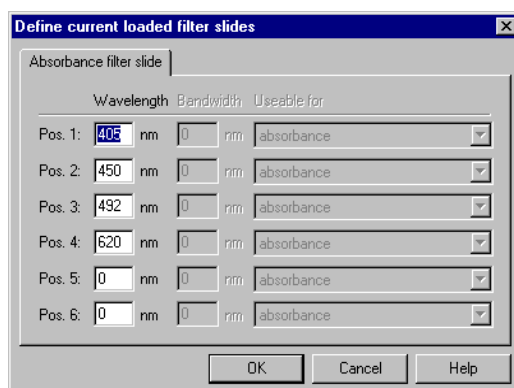 Define current loaded filter slides
Absorbance filter slide
Wavelength Bandwidth Useable for
Pos. 1: 405 nm 0 nm absorbance
Pos. 2: 450 nm 0 nm absorbance
Pos. 3: 492 nm 0 nm absorbance
Pos. 4: 620 nm 0 nm absorbance
Pos. 5: 0 nm 0 nm absorbance
Pos. 6: 0 nm 0 nm absorbance
OK Cancel Help